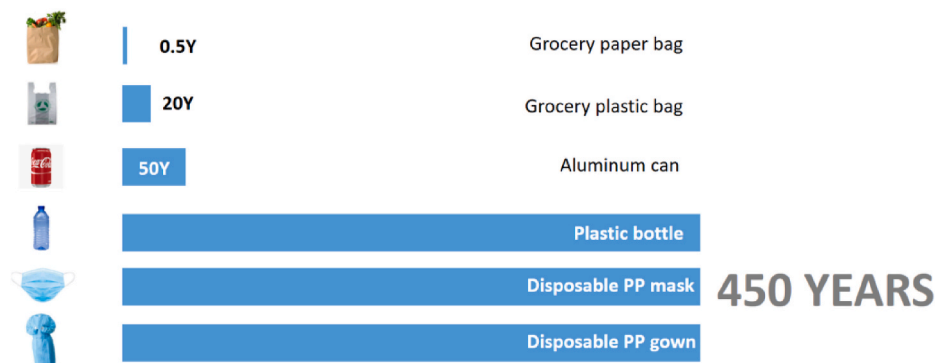 0.5Y Grocery paper bag
20Y Grocery plastic bag
50Y Aluminum can
Plastic bottle
Disposable PP mask
450 YEARS
Disposable PP gown